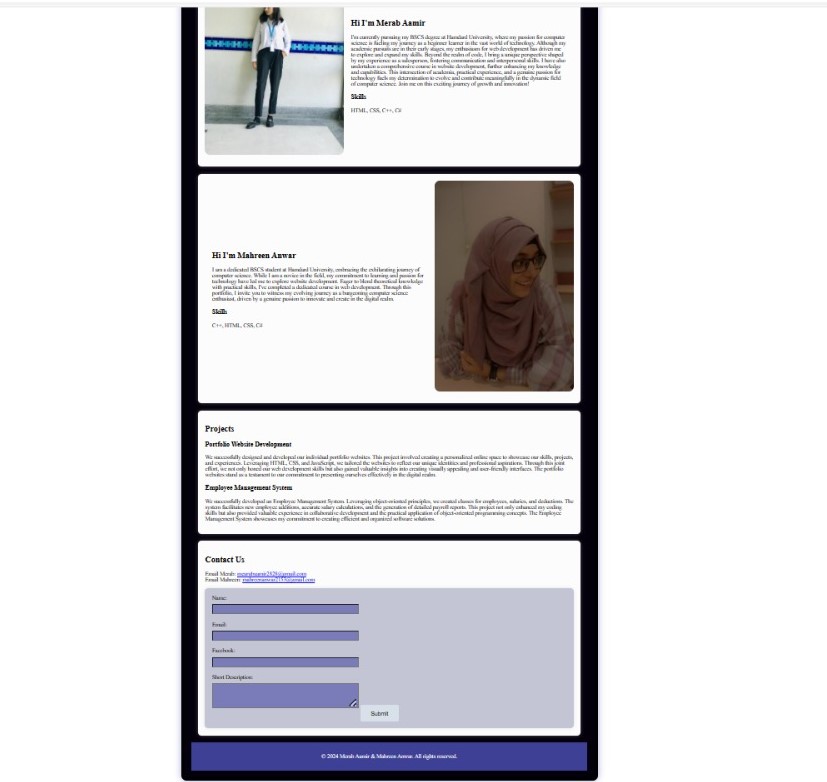 Hi I'm Merab Aamir
I'm currently pursuing my BSCS degree at Hamdard University, where my passion for computer
science is fueling my journey as a beginner learner in the vast world of technology. Although my
academic pursuits are in their early stages, my enthusiasm for web development has driven me
to explore and expand my skills. Beyond the realm of code, I bring a unique perspective shaped
by my experience as a salesperson, fostering communication and interpersonal skills. I have also
undertaken a comprehensive course in website development, further enhancing my knowledge
and capabilities. This intersection of academia, practical experience, and a genuine passion for
technology fuels my determination to evolve and contribute meaningfully in the dynamic field
of computer science. Join me on this exciting journey of growth and innovation!
Skills
HTML, CSS, C++, C#
Hi I'm Mahreen Anwar
I am a dedicated BSCS student at Hamdard University, embracing the exhilarating journey of
computer science. While I am a novice in the field, my commitment to learning and passion for
technology have led me to explore website development. Eager to blend theoretical knowledge
with practical skills, I've completed a dedicated course in web development. Through this
portfolio, I invite you to witness my evolving journey as a burgeoning computer science
enthusiast, driven by a genuine passion to innovate and create in the digital realm.
Skills
C++, HTML, CSS, C#
Projects
Portfolio Website Development
We successfully designed and developed our individual portfolio websites. This project involved creating a personalized online space to showcase our skills, projects,
and experiences. Leveraging HTML, CSS, and JavaScript, we tailored the websites to reflect our unique identities and professional aspirations. Through this joint
effort, we not only honed our web development skills but also gained valuable insights into creating visually appealing and user-friendly interfaces. The portfolio
websites stand as a testament to our commitment to presenting ourselves effectively in the digital realm.
Employee Management System
We successfully developed an Employee Management System. Leveraging object-oriented principles, we created classes for employees, salaries, and deductions. The
system facilitates new employee additions, accurate salary calculations, and the generation of detailed payroll reports. This project not only enhanced my coding
skills but also provided valuable experience in collaborative development and the practical application of object-oriented programming concepts. The Employee
Management System showcases my commitment to creating efficient and organized software solutions.
Contact Us
Email Merab:
Email Mahreen:
Name:
Email:
Facebook:
Short Description:
Submit
© 2024 Merab Aamir & Mahreen Anwar. All rights reserved.